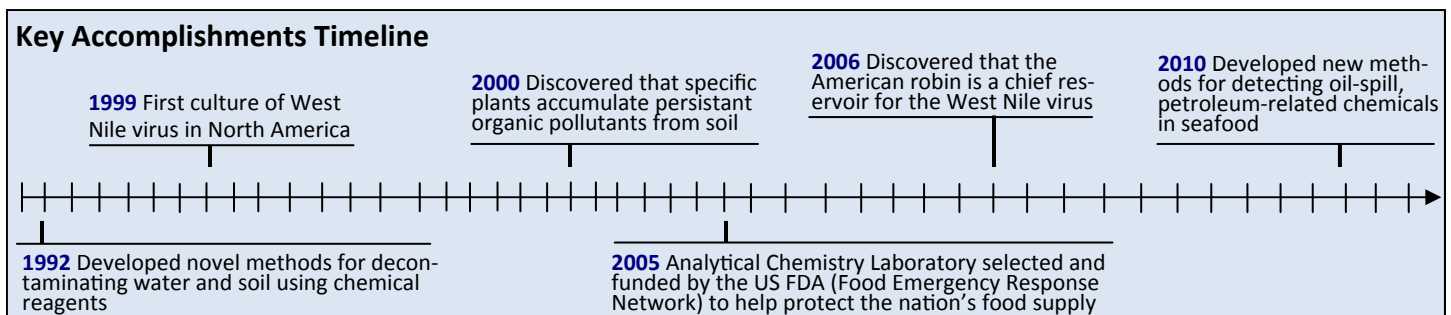 Key Accomplishments Timeline
1999 First culture of West
Nile virus in North America
2000 Discovered that specific
plants accumulate persistant
organic pollutants from soil
2006 Discovered that the
American robin is a chief res-
ervoir for the West Nile virus
2010 Developed new meth-
ods for detecting oil-spill,
petroleum-related chemicals
in seafood
1992 Developed novel methods for decon-
taminating water and soil using chemical
reagents
2005 Analytical Chemistry Laboratory selected and
funded by the US FDA (Food Emergency Response
Network) to help protect the nation’s food supply